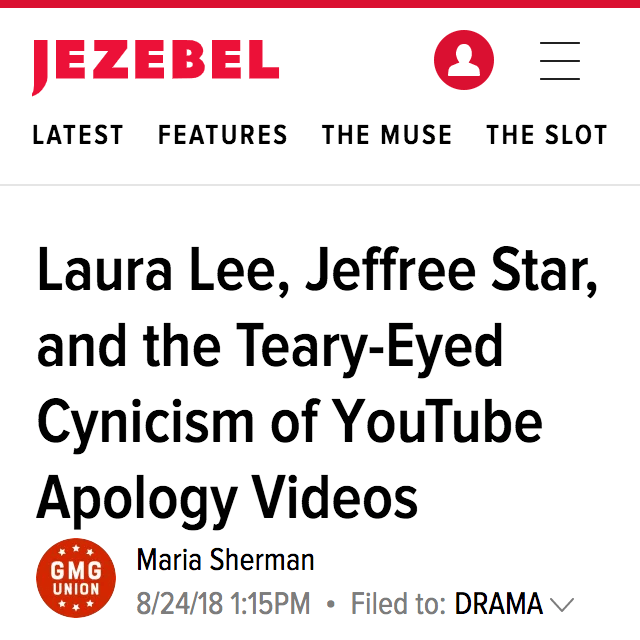 JEZEBEL
LATEST FEATURES THE MUSE THE SLOT
Laura Lee, Jeffree Star,
and the Teary-Eyed
Cynicism of YouTube
Apology Videos
GMG
UNION
Maria Sherman
8/24/18 1:15PM • Filed to: DRAMA